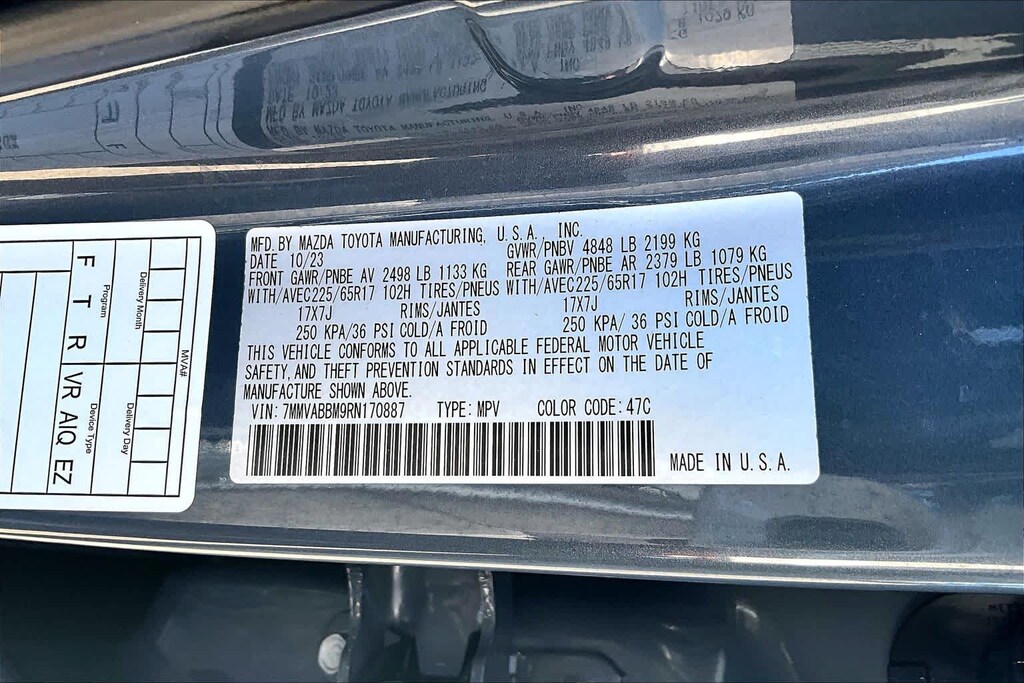 MFD. BY MAZDA TOYOTA MANUFACTURING, U.S.A. INC.
DATE 10/23 GVWR/PNBV 4848 LB 2199 KG
FRONT GAWR/PNBE AV 2498 LB 1133 KG REAR GAWR/PNBE AR 2379 LB 1079 KG
WITH/AVEC225/65R17 102H TIRES/PNEUS WITH/AVEC225/65R17 102H TIRES/PNEUS
17X7J RIMS/JANTES 17X7J RIMS/JANTES
250 KPA/36 PSI COLD/A FROID 250 KPA/36 PSI COLD/A FROID
THIS VEHICLE CONFORMS TO ALL APPLICABLE FEDERAL MOTOR VEHICLE
SAFETY, AND THEFT PREVENTION STANDARDS IN EFFECT ON THE DATE OF
MANUFACTURE SHOWN ABOVE.
VIN: 7MMVABBM9RN170887 TYPE: MPV COLOR CODE: 47C
MADE IN U.S.A.
MVA#
Delivery Month
Delivery Day
Program
Device Type
F T R VR AIQ EZ